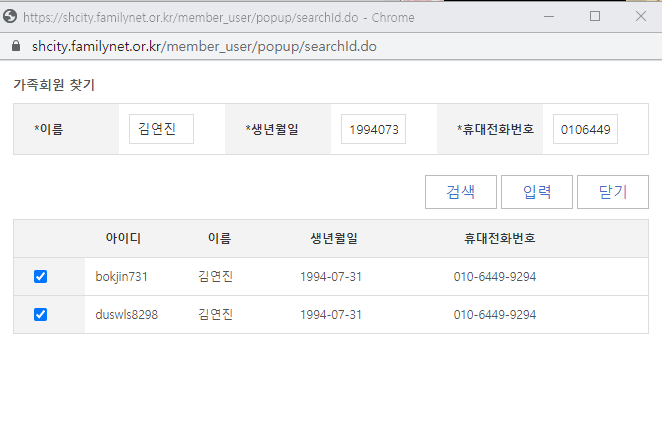 https://shcity.familynet.or.kr/member_user/popup/searchId.do - Chrome
shcity.familynet.or.kr/member_user/popup/searchId.do
가족회원 찾기
*이름 김연진 *생년월일 1994073 *휴대전화번호 0106449
검색 입력 닫기
아이디 이름 생년월일 휴대전화번호
bokjin731 김연진 1994-07-31 010-6449-9294
duswls8298 김연진 1994-07-31 010-6449-9294